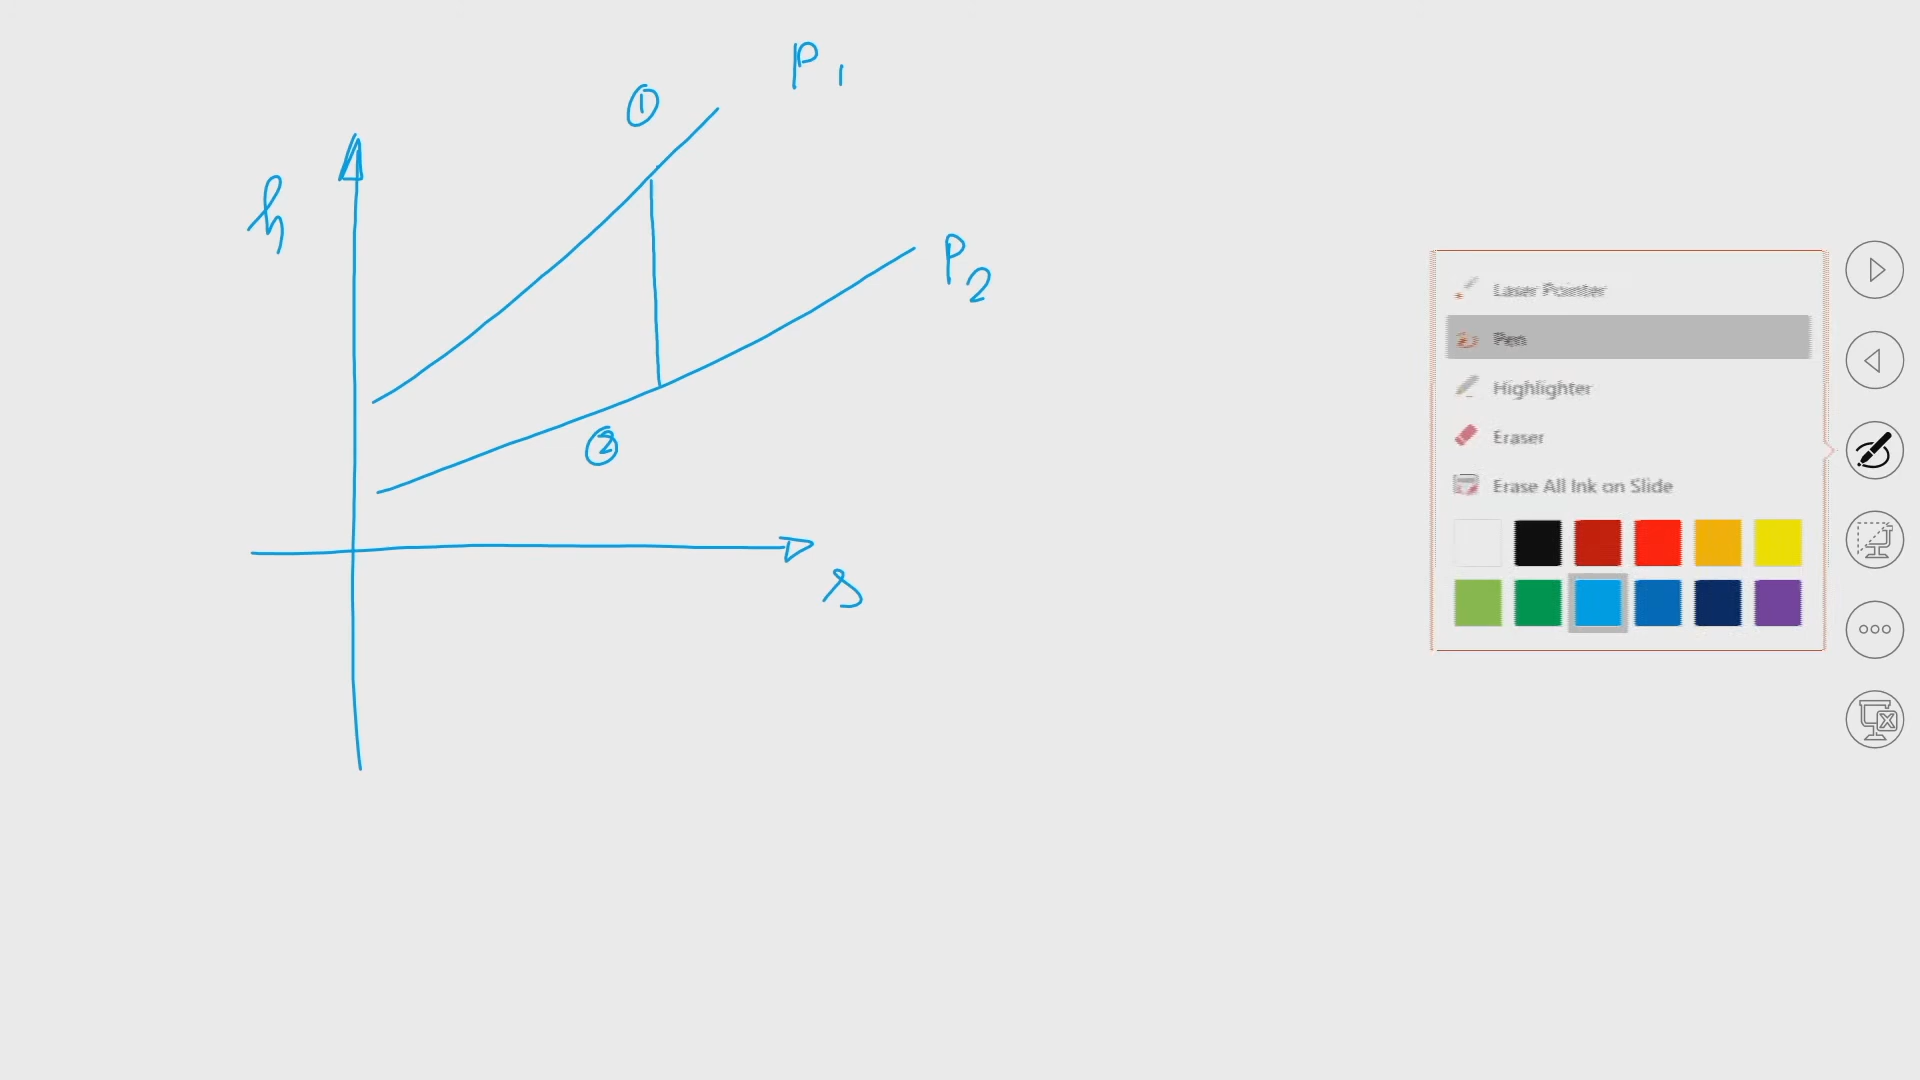 P1
①
h
P2
②
s
Laser Pointer
Pen
Highlighter
Eraser
Erase All Ink on Slide